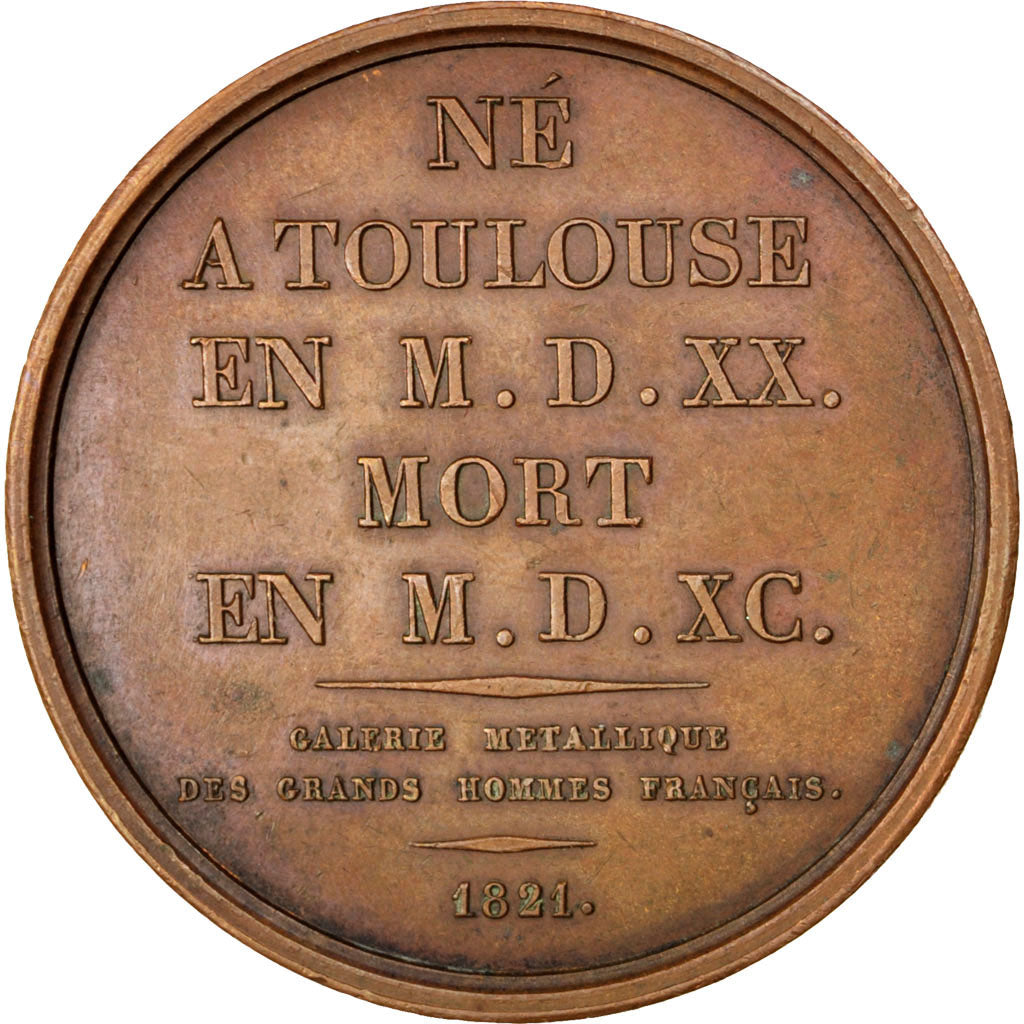 NÉ
A TOULOUSE
EN M. D. XX.
MORT
EN M. D. XC.
GALERIE METALLIQUE
DES GRANDS HOMMES FRANÇAIS.
1821.